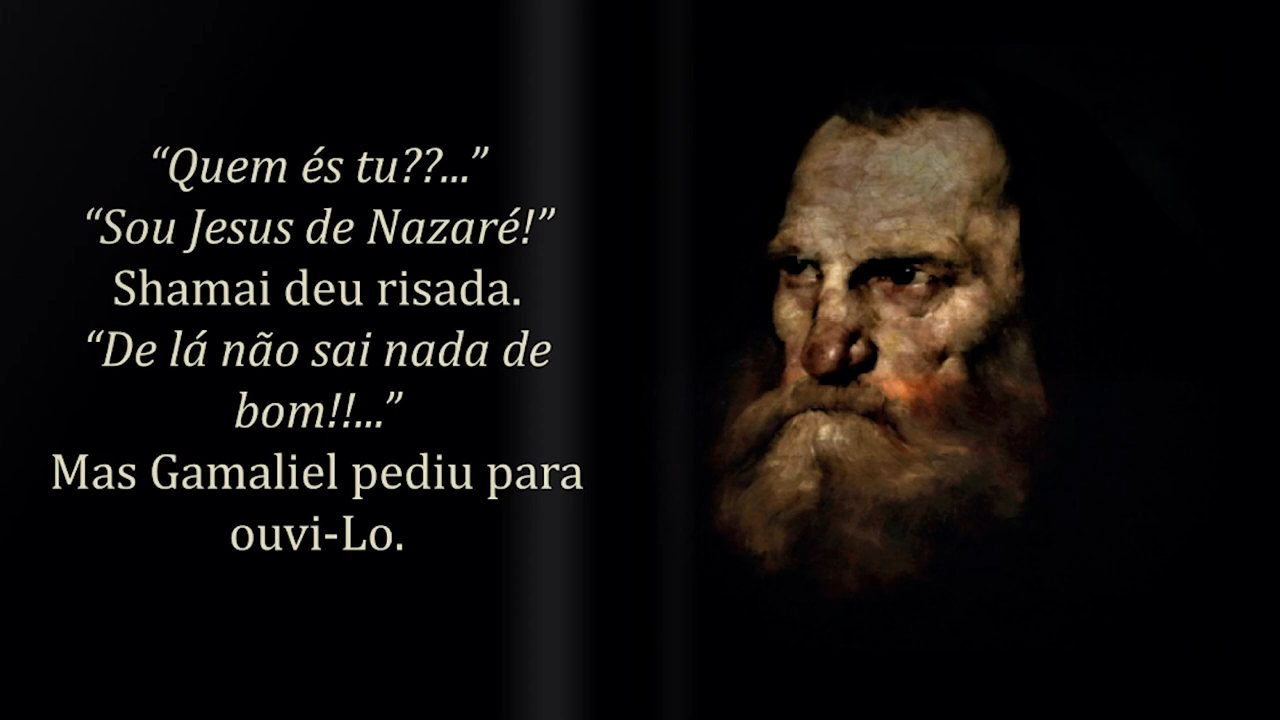 “Quem és tu??...”
“Sou Jesus de Nazaré!”
Shamai deu risada.
“De lá não sai nada de
bom!!...”
Mas Gamaliel pediu para
ouvi-Lo.